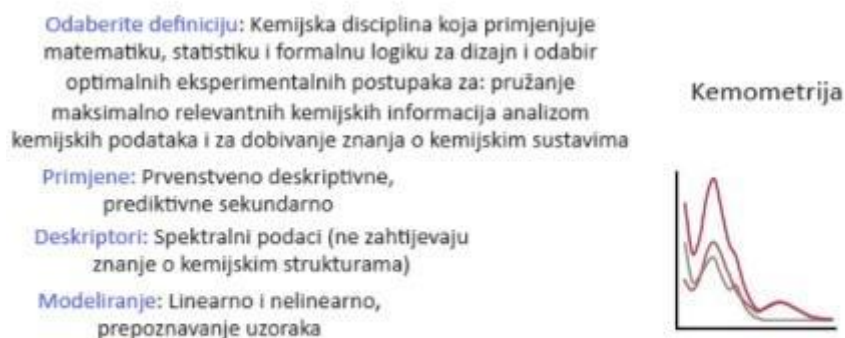 Odaberite definiciju: Kemijska disciplina koja primjenjuje
matematiku, statistiku i formalnu logiku za dizajn i odabir
optimalnih eksperimentalnih postupaka za: pružanje
maksimalno relevantnih kemijskih informacija analizom
kemijskih podataka i za dobivanje znanja o kemijskim sustavima
Kemometrija
Primjene: Prvenstveno deskriptivne,
prediktivne sekundarno
Deskriptori: Spektralni podaci (ne zahtijevaju
znanje o kemijskim strukturama)
Modeliranje: Linearno i nelinearno,
prepoznavanje uzoraka